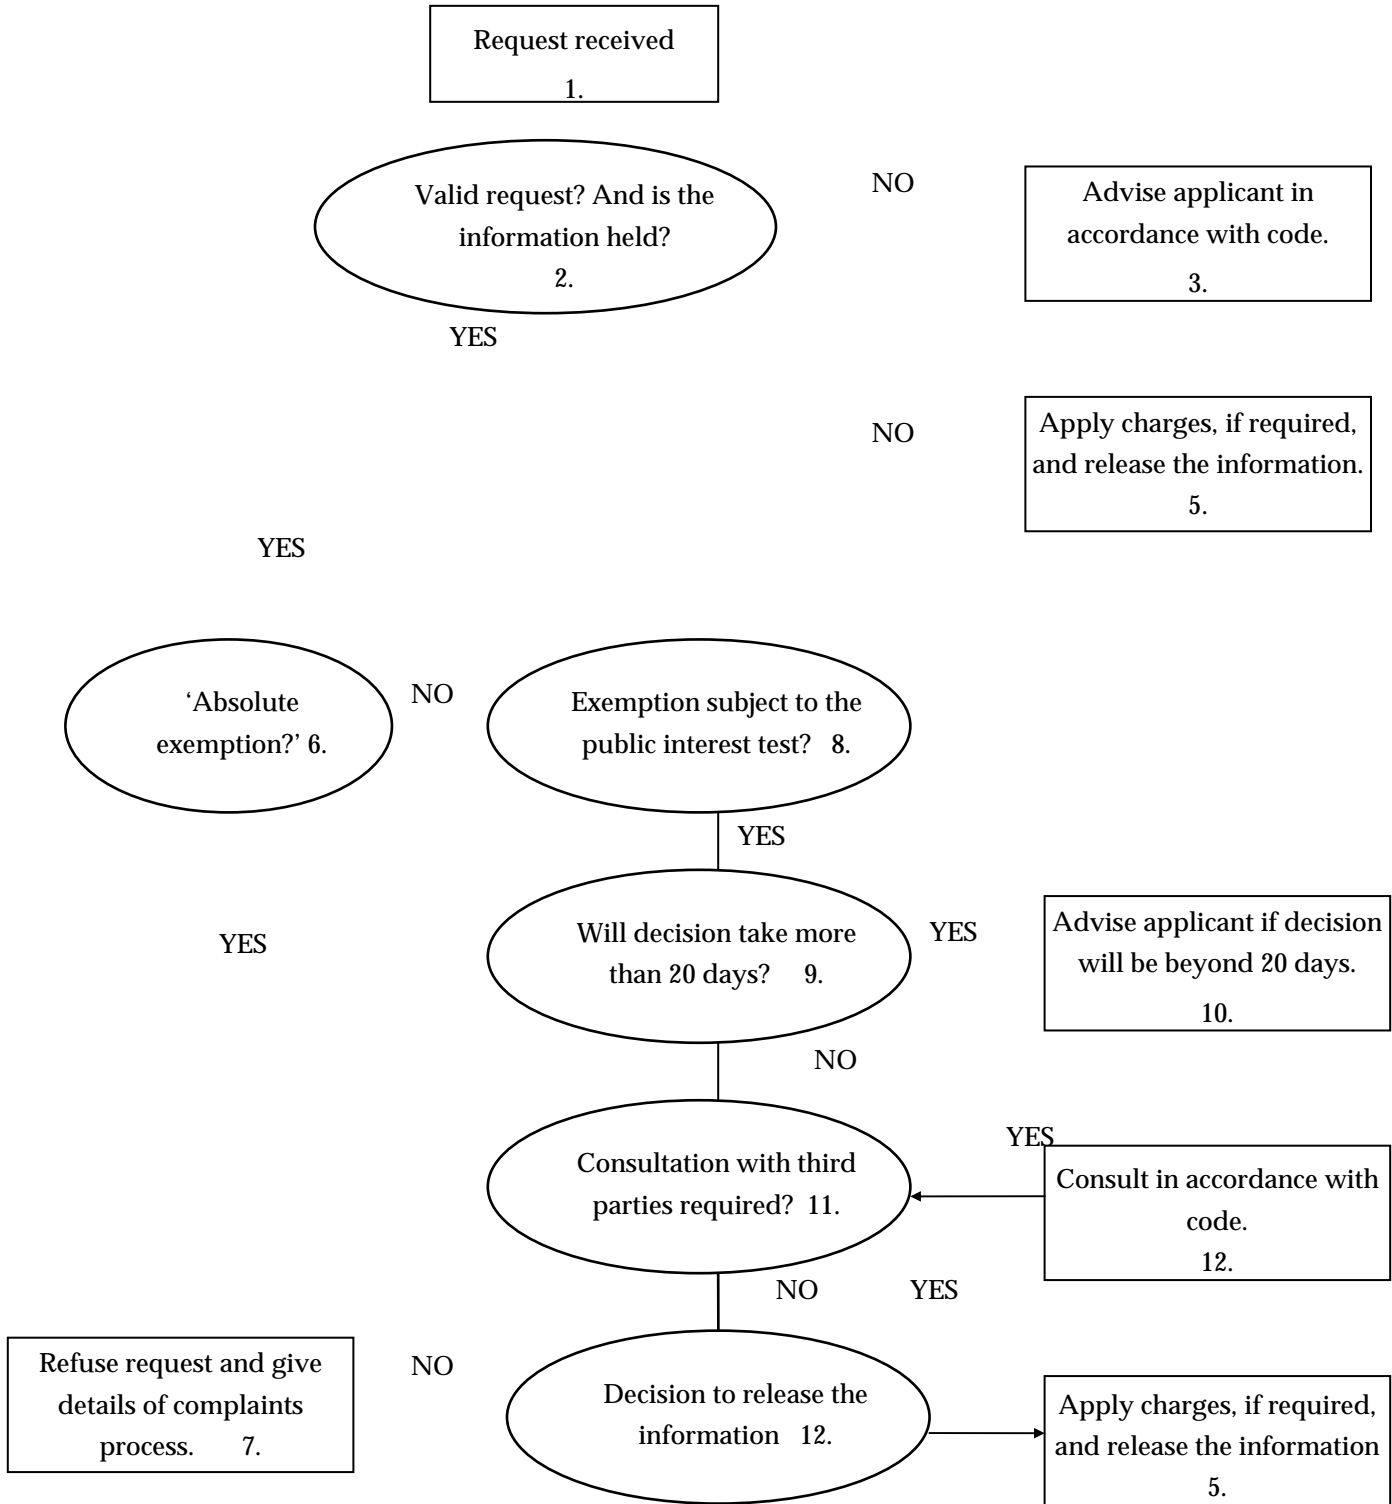 Request received
1.
Valid request? And is the
information held?
2.
NO
Advise applicant in
accordance with code.
3.
YES
NO
Apply charges, if required,
and release the information.
5.
YES
‘Absolute
exemption?’ 6.
NO
Exemption subject to the
public interest test? 8.
YES
YES
Will decision take more
than 20 days? 9.
YES
Advise applicant if decision
will be beyond 20 days.
10.
NO
Consultation with third
parties required? 11.
YES
Consult in accordance with
code.
12.
NO
YES
Refuse request and give
details of complaints
process. 7.
NO
Decision to release the
information 12.
Apply charges, if required,
and release the information
5.